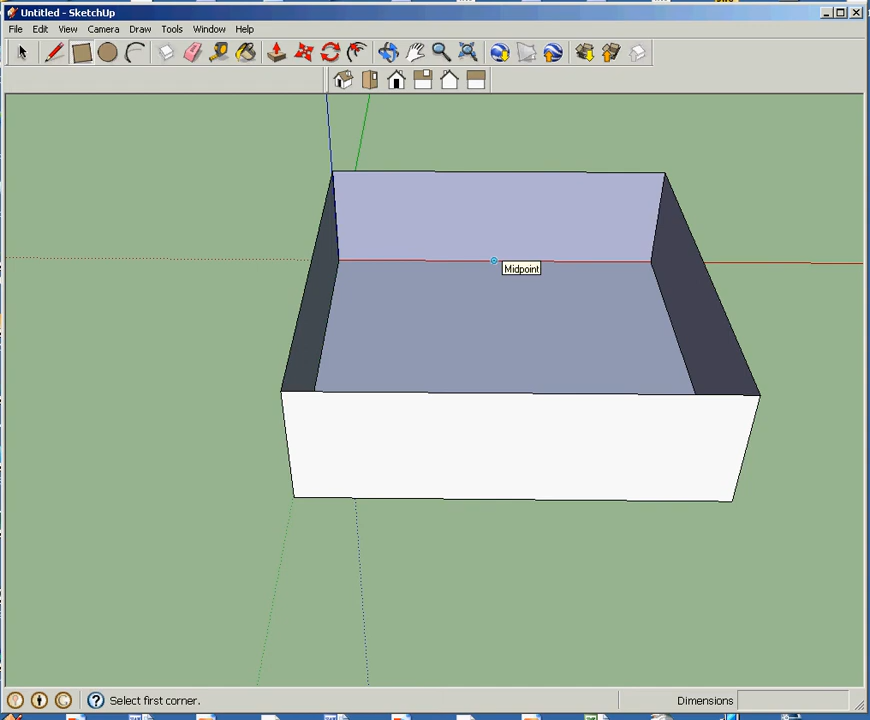 Untitled - SketchUp
File Edit View Camera Draw Tools Window Help
Midpoint
Select first corner.
Dimensions